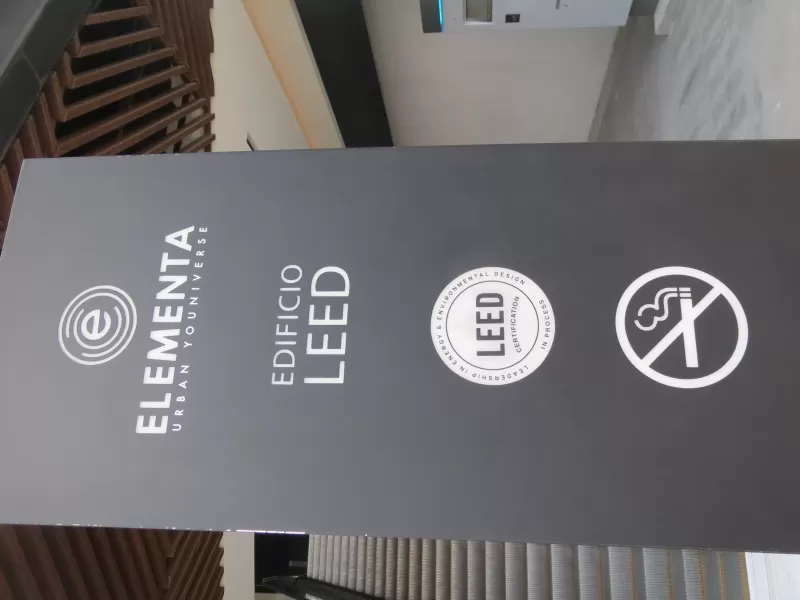 e
ELEMENTA
URBAN YOUNIVERSE
EDIFICIO
LEED
LEADERSHIP IN ENERGY & ENVIRONMENTAL DESIGN
LEED
CERTIFICATION
IN PROCESS